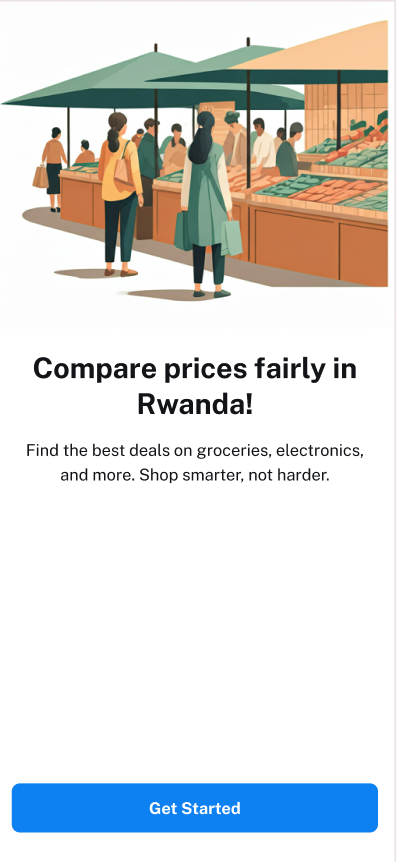 Compare prices fairly in
Rwanda!
Find the best deals on groceries, electronics,
and more. Shop smarter, not harder.
Get Started